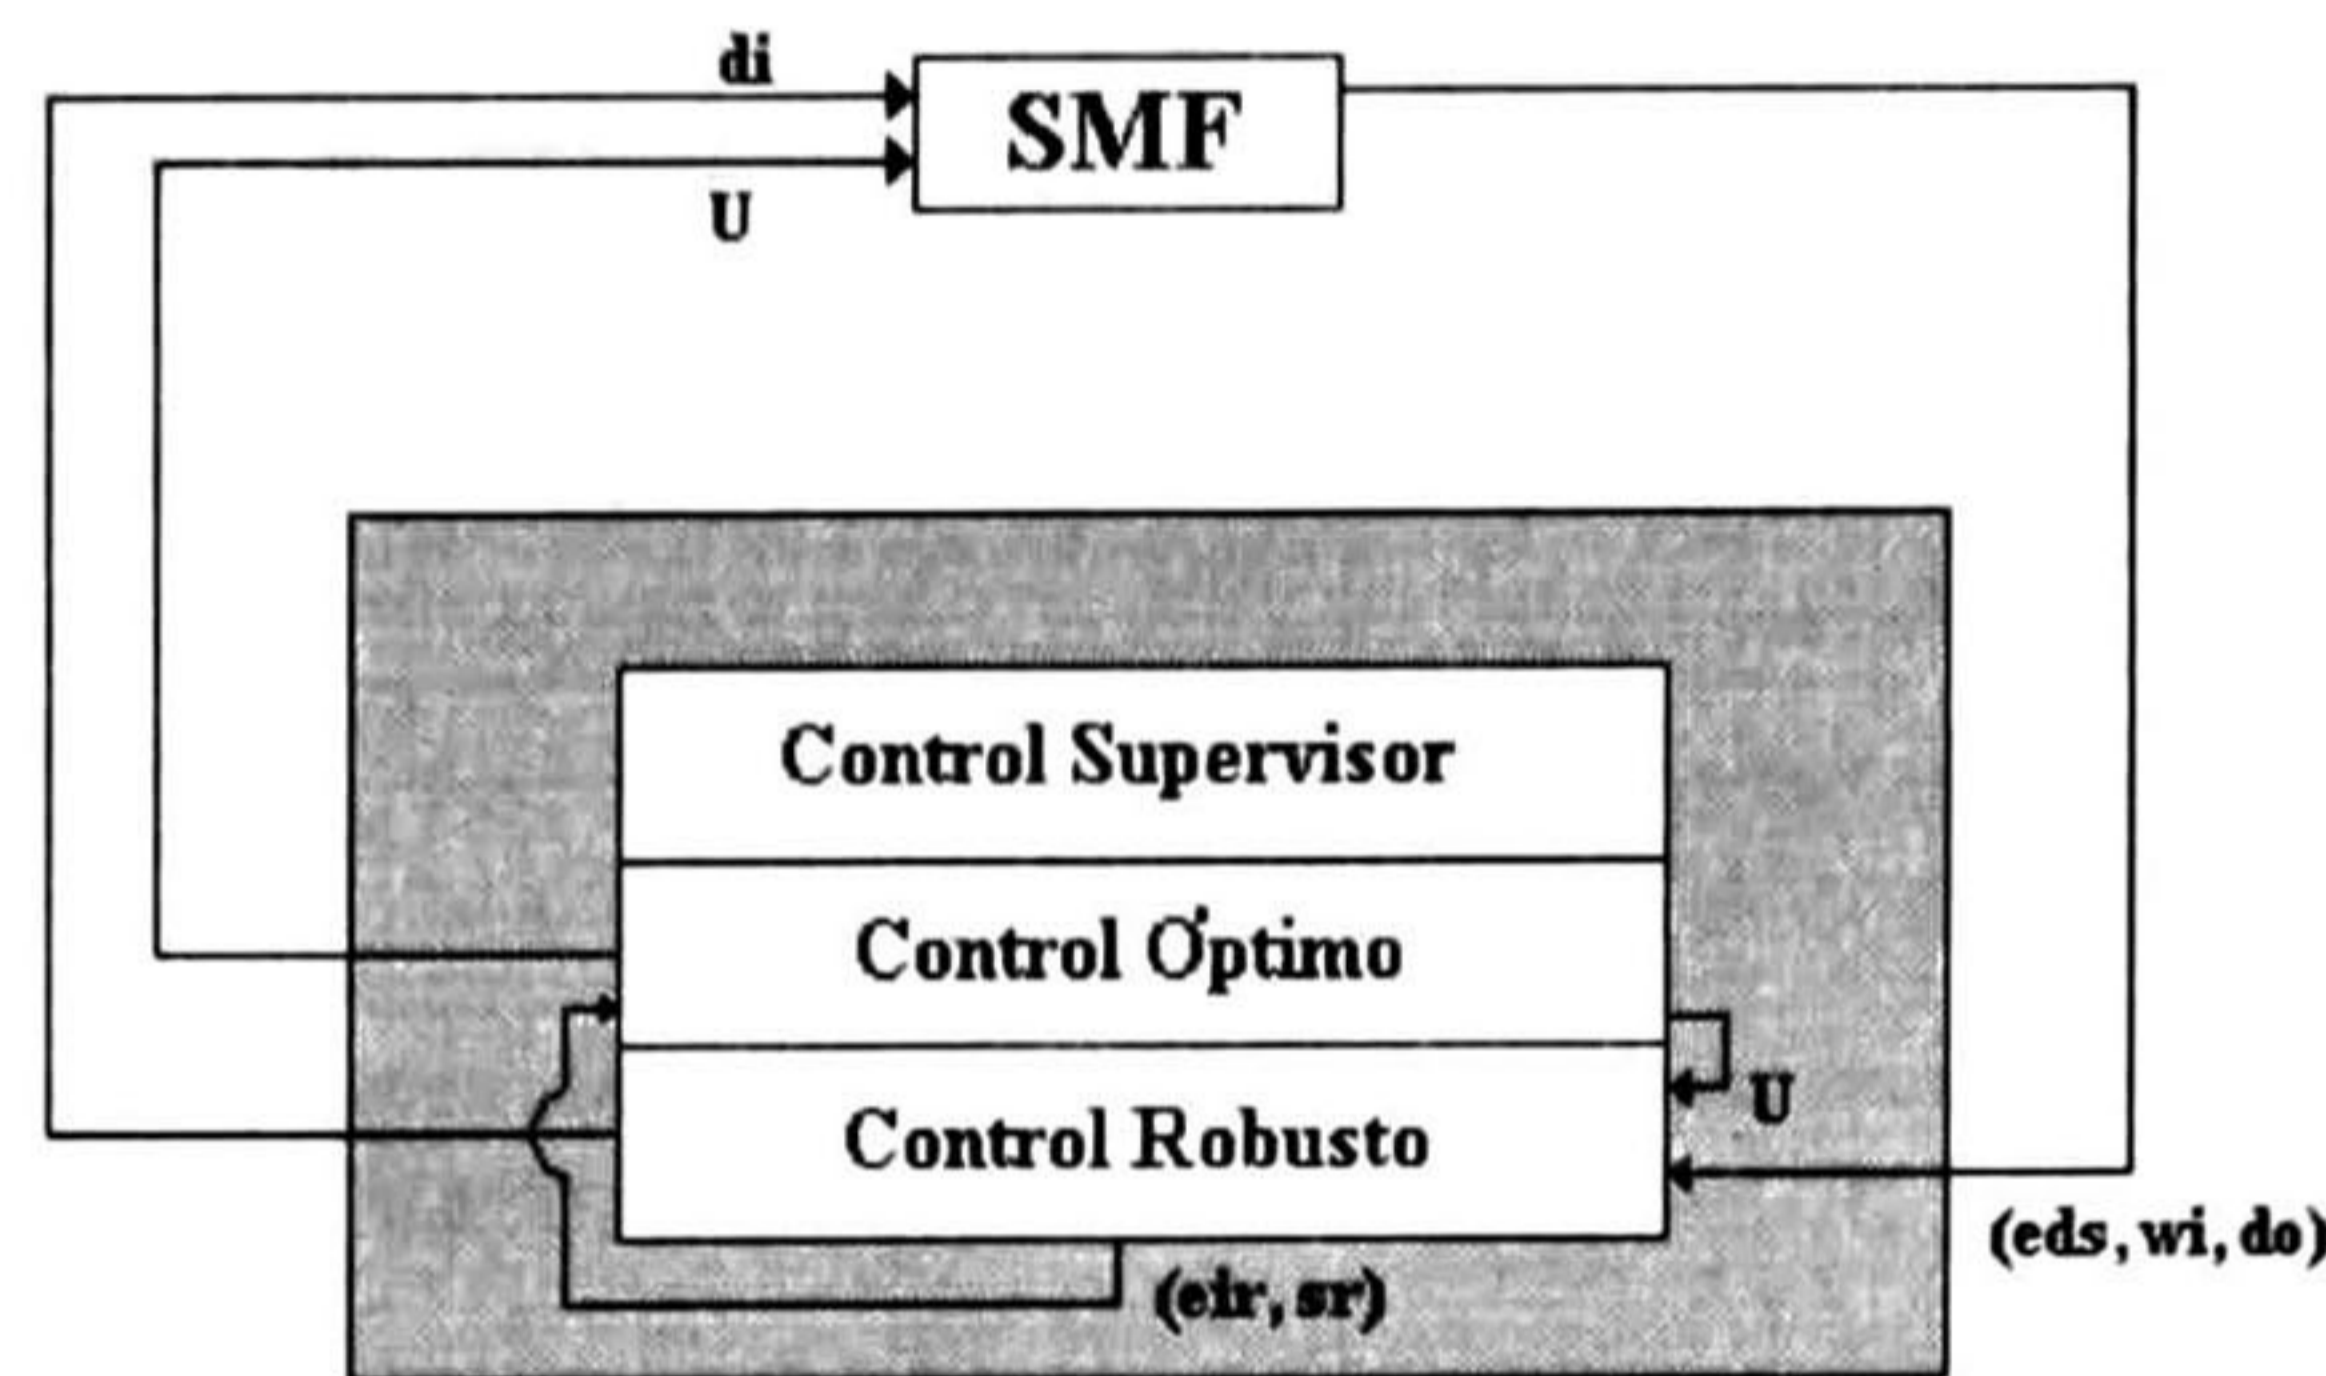 di
SMF
U
Control Supervisor
Control Óptimo
U
Control Robusto
(eds, wi, do)
(eir, sr)